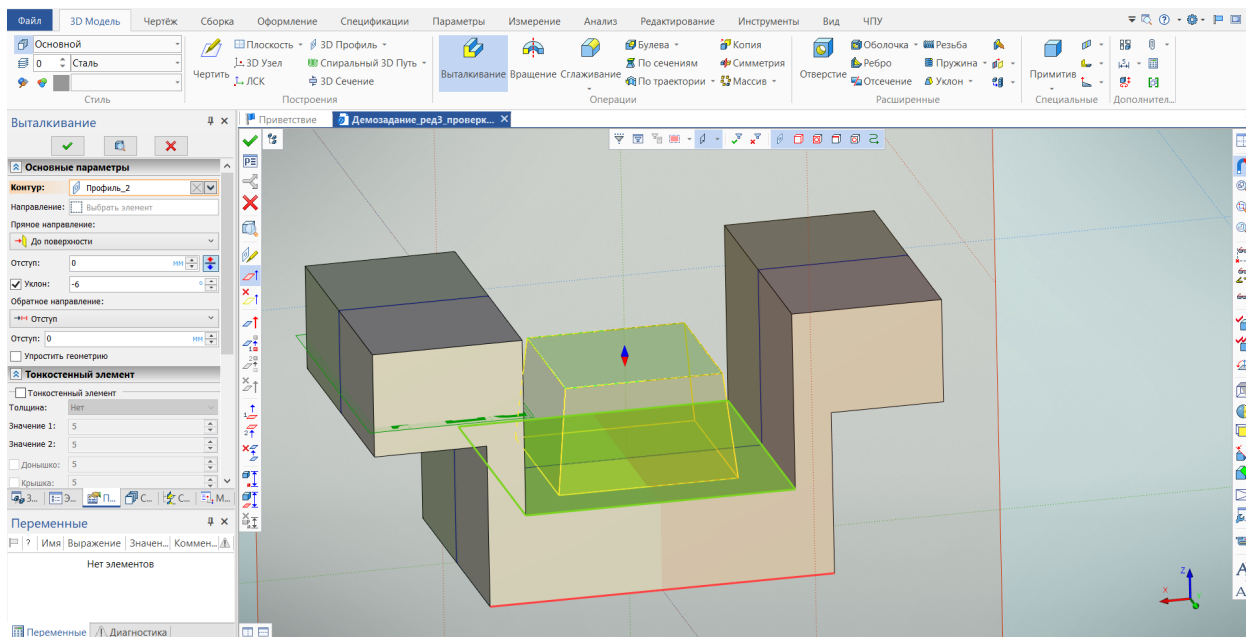 Файл 3D Модель Чертёж Сборка Оформление Спецификации Параметры Измерение Анализ Редактирование Инструменты Вид ЧПУ
Основной
0 Сталь
Стиль
Чертить
Плоскость 3D Профиль
3D Узел Спиральный 3D Путь
ЛСК 3D Сечение
Построения
Выталкивание Вращение Сглаживание
Булева Копия
По сечениям Симметрия
По траектории Массив
Операции
Отверстие
Оболочка Резьба
Ребро Пружина
Отсечение Уклон
Расширенные
Примитив
Специальные
Дополнител...
Выталкивание
Приветствие Демозадание_ред3_проверк...
Основные параметры
Контур: Профиль_2
Направление: Выбрать элемент
Прямое направление:
До поверхности
Отступ: 0 мм
Уклон: -6 °
Обратное направление:
Отступ
Отступ: 0 мм
Упростить геометрию
Тонкостенный элемент
Тонкостенный элемент
Толщина: Нет
Значение 1: 5
Значение 2: 5
Донышко: 5
Крышка: 5
З... Э... П... С... С... М...
Переменные
? Имя Выражение Значен... Коммен...
Нет элементов
Переменные Диагностика
Z
X